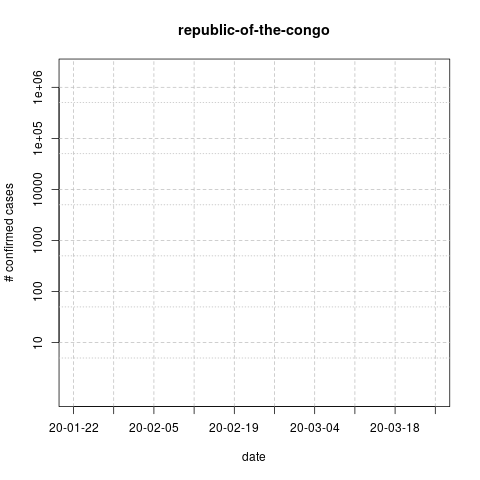 republic-of-the-congo
# confirmed cases
1e+06
1e+05
10000
1000
100
10
20-01-22 20-02-05 20-02-19 20-03-04 20-03-18
date